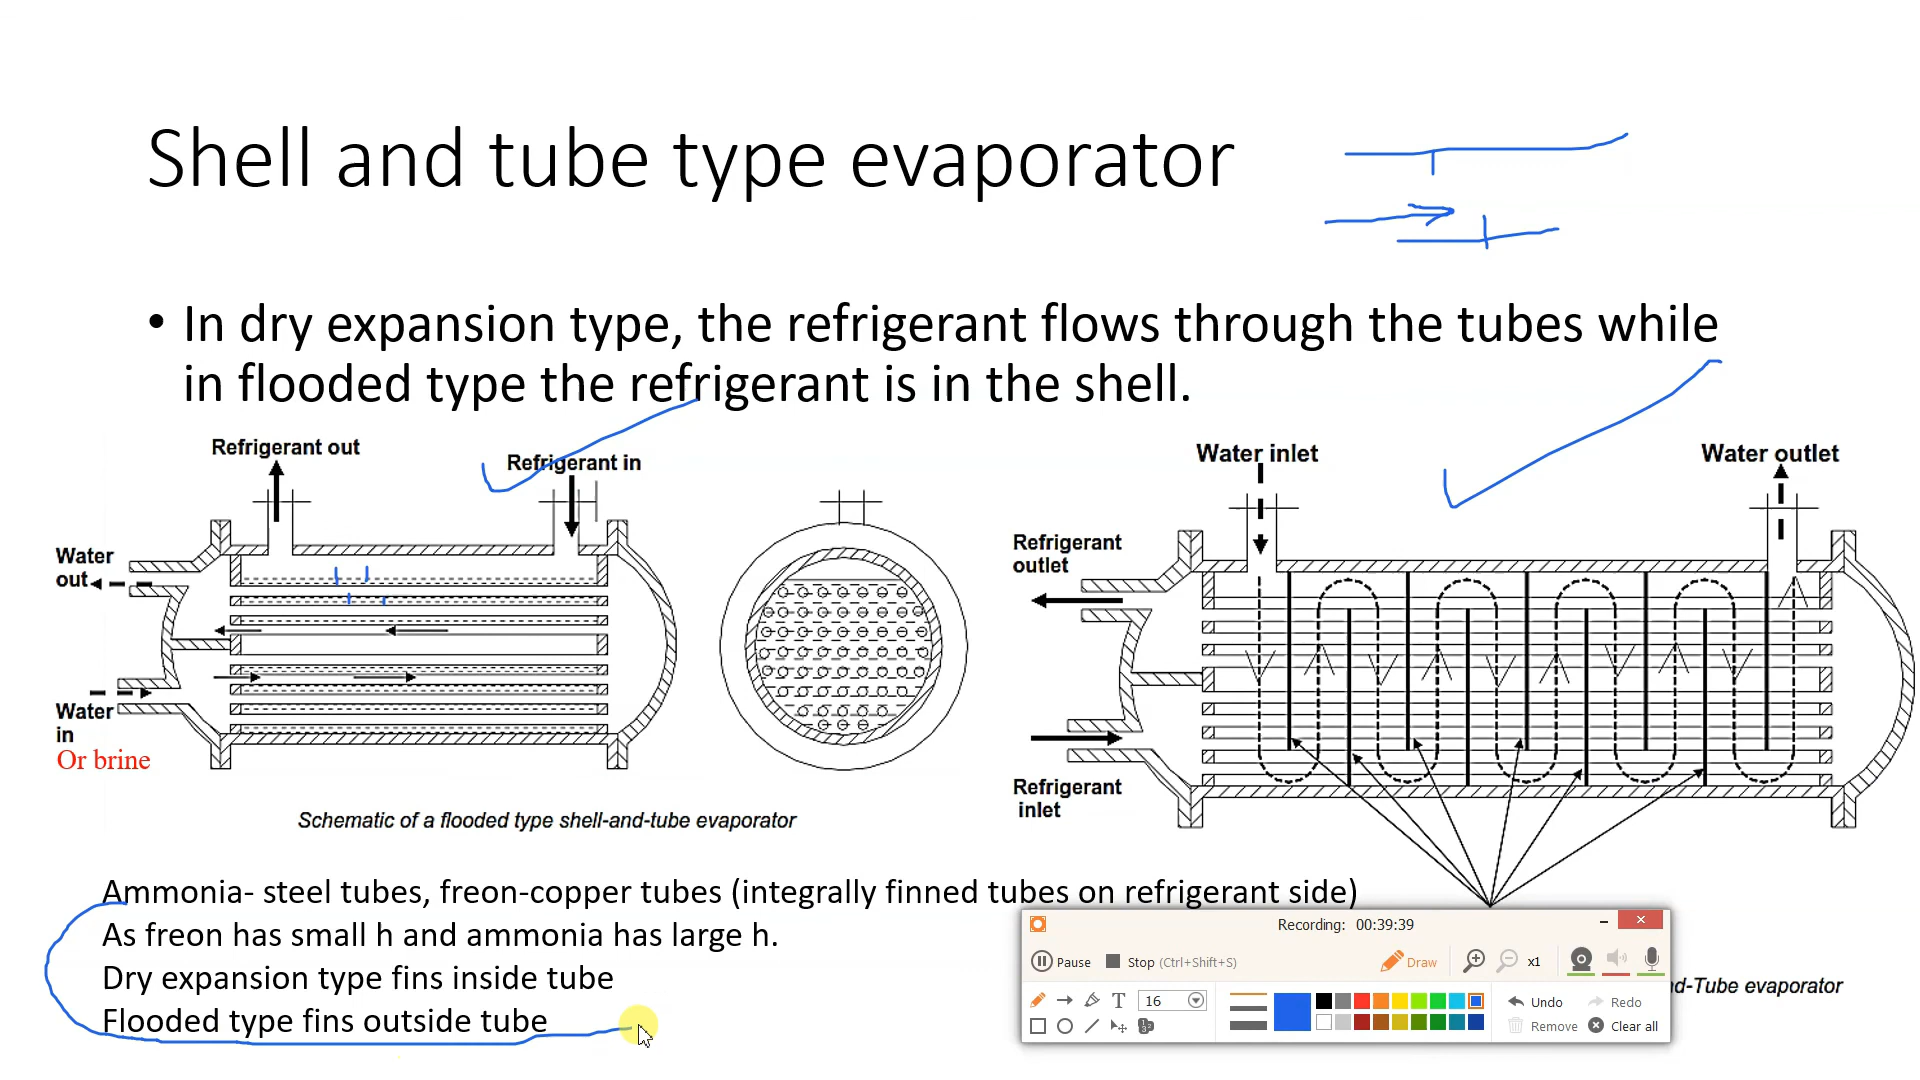 Shell and tube type evaporator
• In dry expansion type, the refrigerant flows through the tubes while
in flooded type the refrigerant is in the shell.
Refrigerant out
Refrigerant in
Water
out
Water
in
Or brine
Schematic of a flooded type shell-and-tube evaporator
Water inlet
Water outlet
Refrigerant
outlet
Refrigerant
inlet
Ammonia- steel tubes, freon-copper tubes (integrally finned tubes on refrigerant side)
As freon has small h and ammonia has large h.
Dry expansion type fins inside tube
Flooded type fins outside tube
nd-Tube evaporator
Recording: 00:39:39
Pause
Stop (Ctrl+Shift+S)
Draw
x1
T
16
Undo
Redo
Remove
Clear all